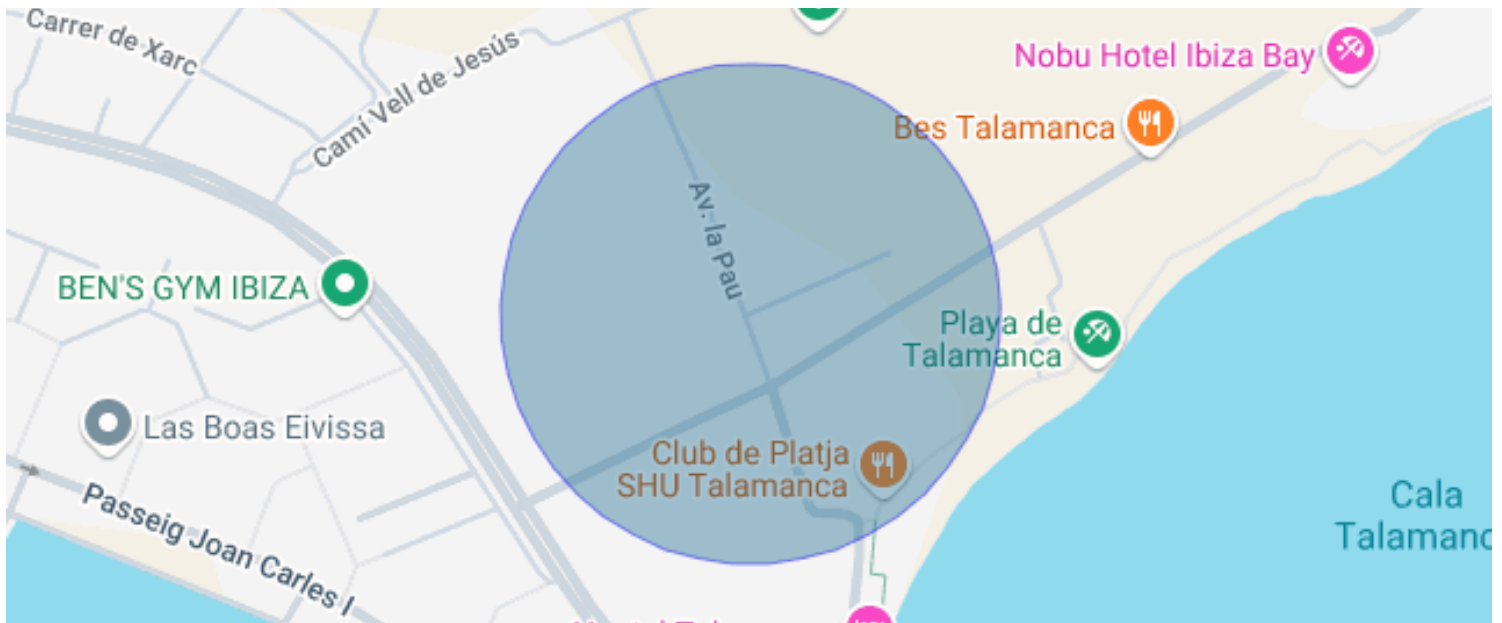 Carrer de Xarc
Camí Vell de Jesús
Nobu Hotel Ibiza Bay
Bes Talamanca
Av. la Pau
BEN'S GYM IBIZA
Playa de
Talamanca
Las Boas Eivissa
Club de Platja
SHU Talamanca
Passeig Joan Carles I
Cala
Talamanc